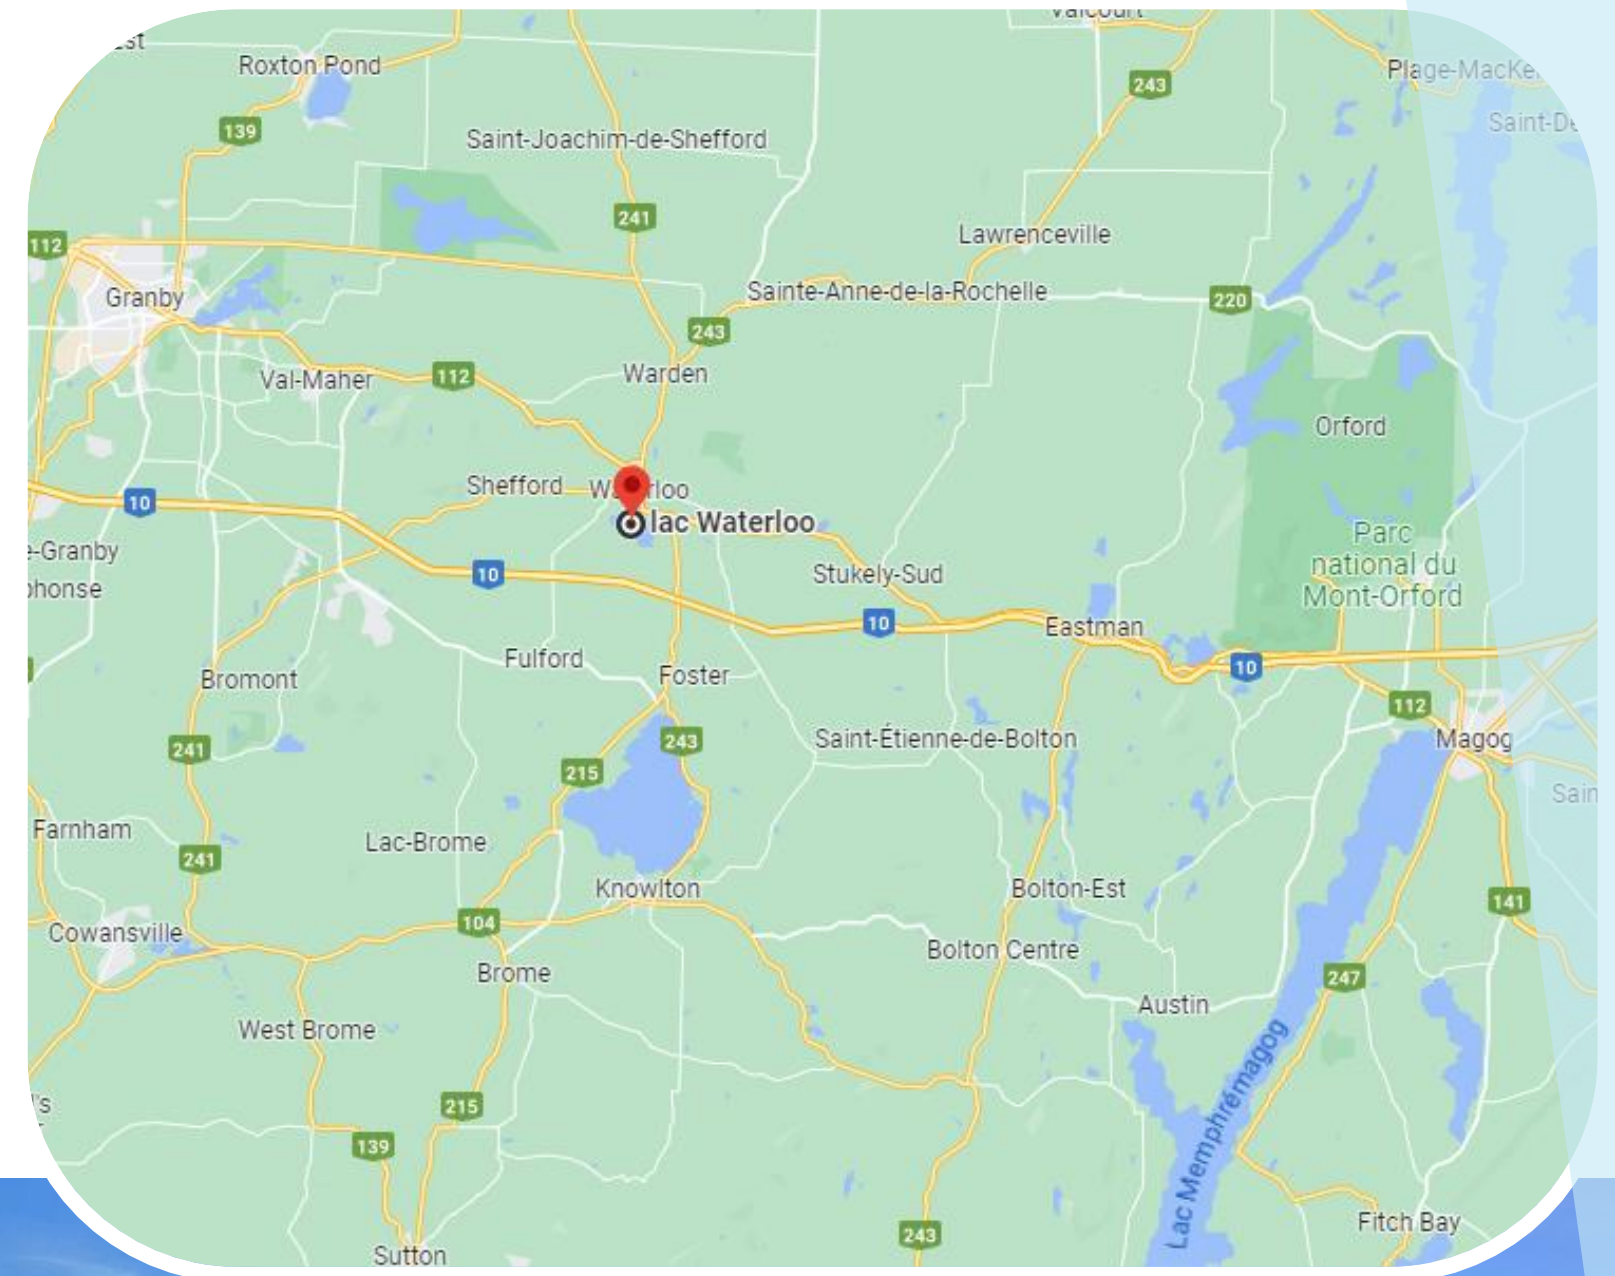 Valcourt
Roxton Pond
243
139
Saint-Joachim-de-Shefford
241
112
Lawrenceville
Granby
Sainte-Anne-de-la-Rochelle
220
243
Val-Maher
112
Warden
Orford
Shefford
10
lac Waterloo
Parc
national du
Mont-Orford
e-Granby
10
Stukely-Sud
phonse
10
Eastman
Fulford
10
Bromont
Foster
112
241
243
Saint-Étienne-de-Bolton
Magog
215
Farnham
Lac-Brome
241
Knowlton
Bolton-Est
141
Cowansville
104
Bolton Centre
Brome
247
Austin
West Brome
Lac Memphrémagog
215
139
243
Fitch Bay
Sutton